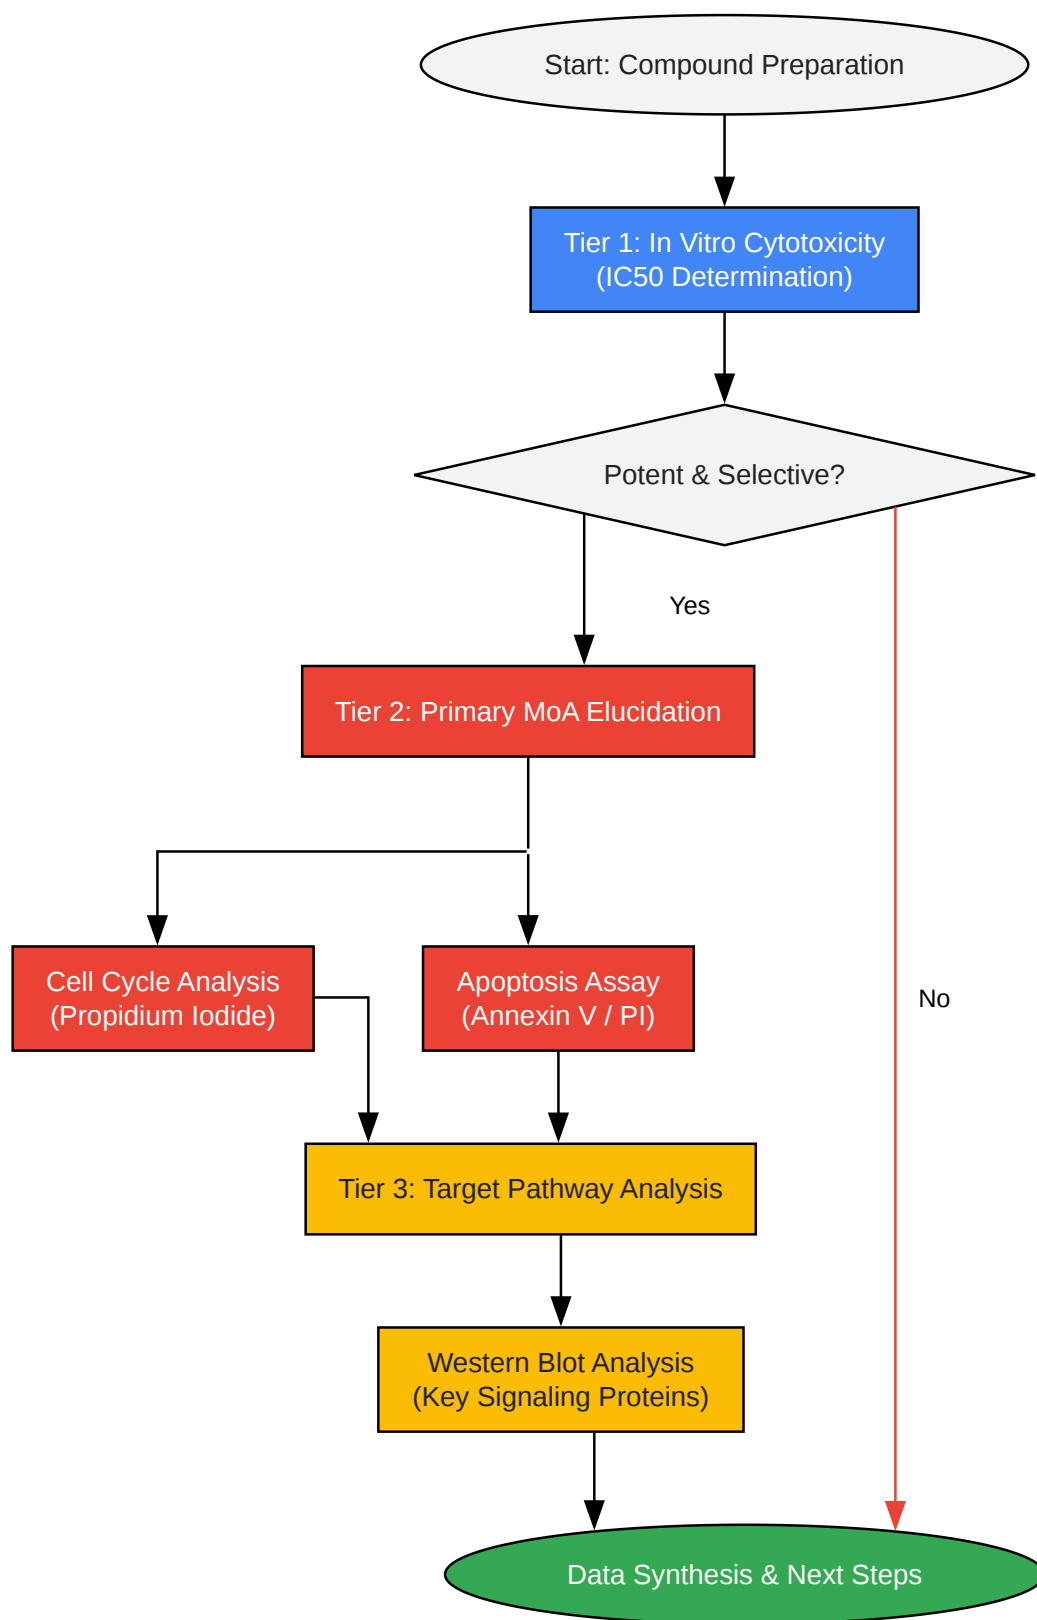 Start: Compound Preparation
Tier 1: In Vitro Cytotoxicity
(IC50 Determination)
Potent & Selective?
Yes
Tier 2: Primary MoA Elucidation
Cell Cycle Analysis
(Propidium Iodide)
Apoptosis Assay
(Annexin V / PI)
No
Tier 3: Target Pathway Analysis
Western Blot Analysis
(Key Signaling Proteins)
Data Synthesis & Next Steps